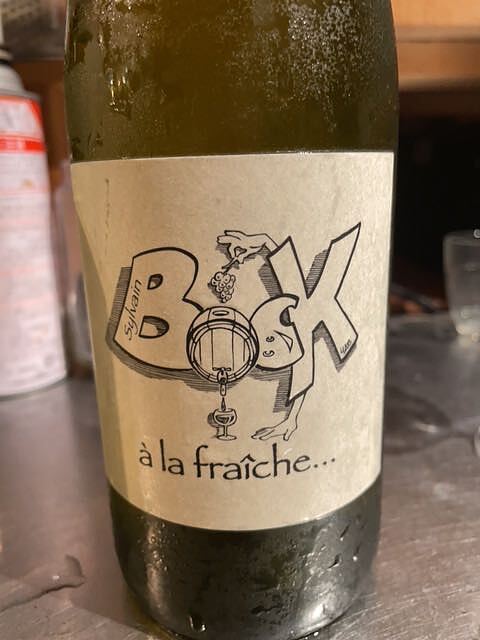 Sylvain
BOCK
à la fraîche...